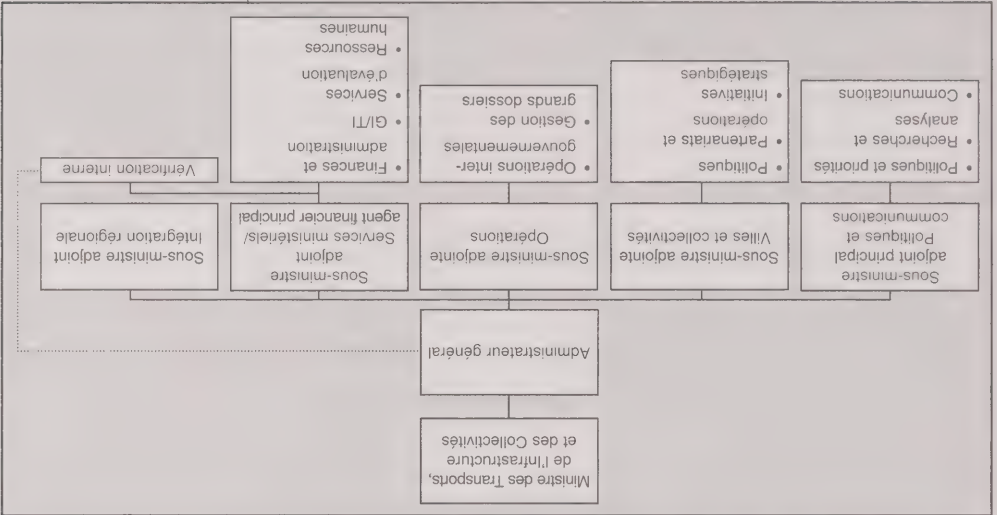 Ministre des Transports,
de l'Infrastructure
et des Collectivités
Administrateur général
Sous-ministre
adjoint principal
Politiques et
communications
• Politiques et priorités
• Recherches et
analyses
• Communications
Sous-ministre adjointe
Villes et collectivités
• Politiques
• Partenariats et
opérations
• Initiatives
stratégiques
Sous-ministre adjointe
Opérations
• Opérations inter-
gouvernementales
• Gestion des
grands dossiers
Sous-ministre
adjoint
Services ministériels/
agent financier principal
• Finances et
administration
• GI/TI
• Services
d'évaluation
• Ressources
humaines
Sous-ministre adjoint
Intégration régionale
Vérification interne